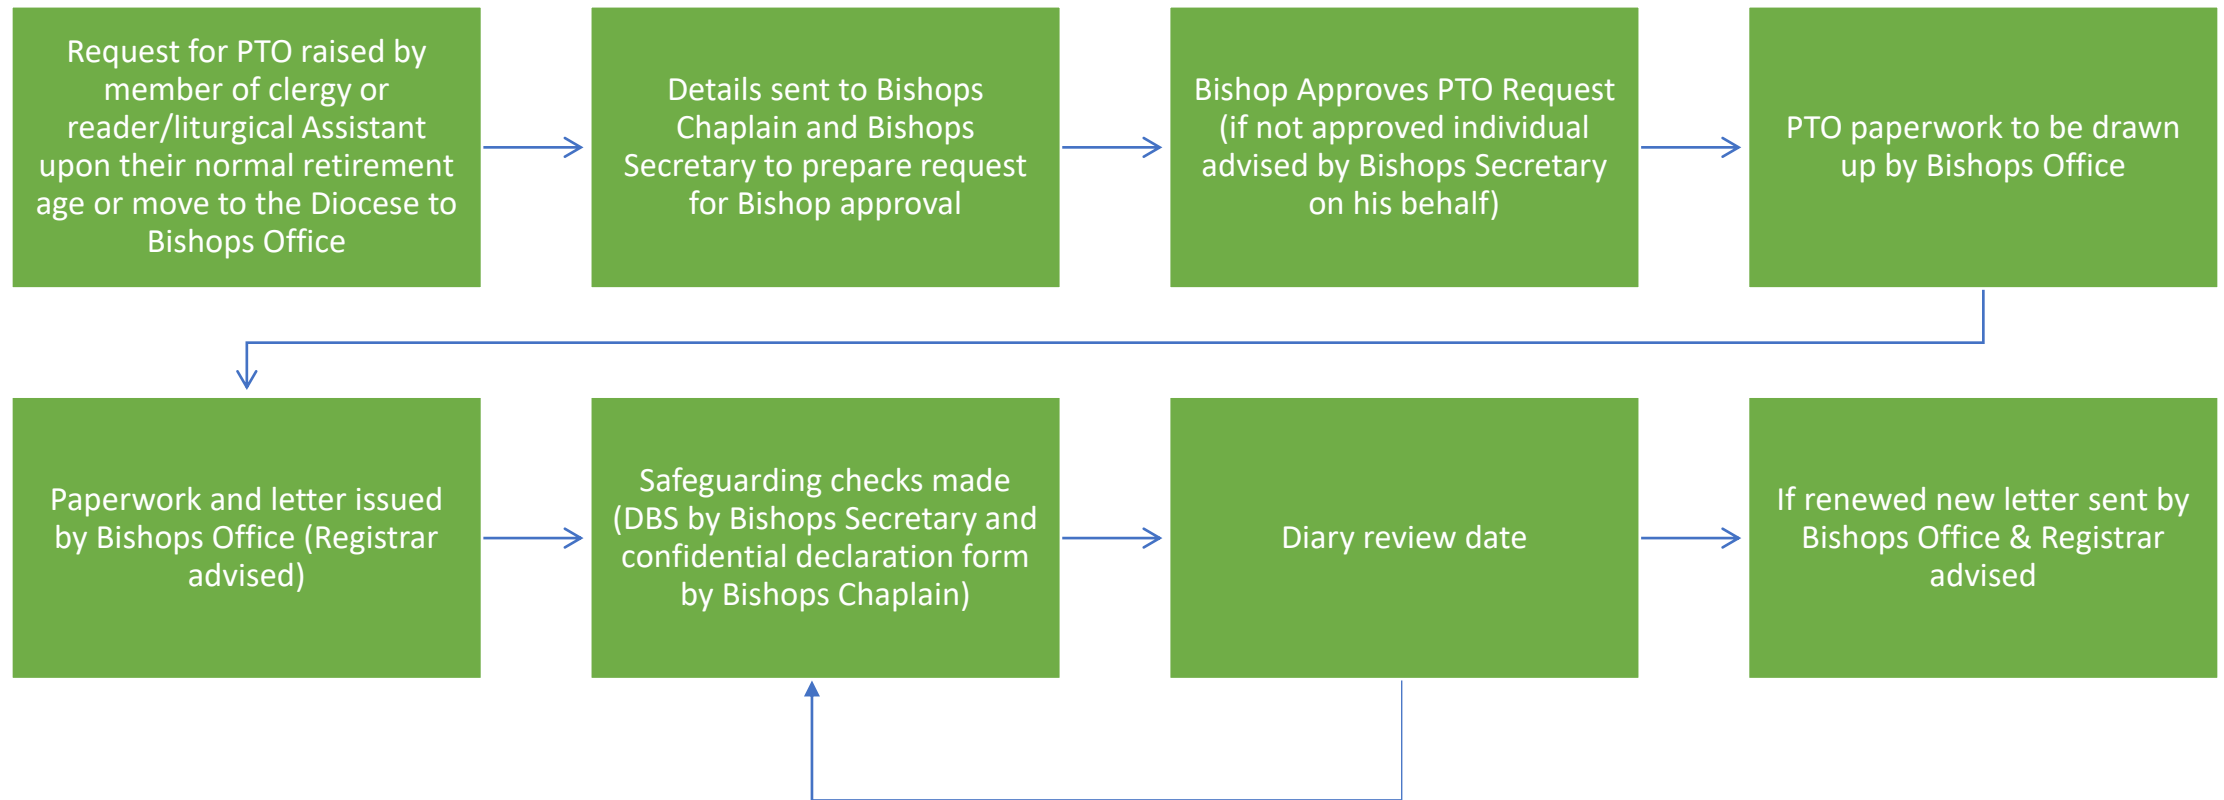 Request for PTO raised by
member of clergy or
reader/liturgical Assistant
upon their normal retirement
age or move to the Diocese to
Bishops Office
Details sent to Bishops
Chaplain and Bishops
Secretary to prepare request
for Bishop approval
Bishop Approves PTO Request
(if not approved individual
advised by Bishops Secretary
on his behalf)
PTO paperwork to be drawn
up by Bishops Office
Paperwork and letter issued
by Bishops Office (Registrar
advised)
Safeguarding checks made
(DBS by Bishops Secretary and
confidential declaration form
by Bishops Chaplain)
Diary review date
If renewed new letter sent by
Bishops Office & Registrar
advised